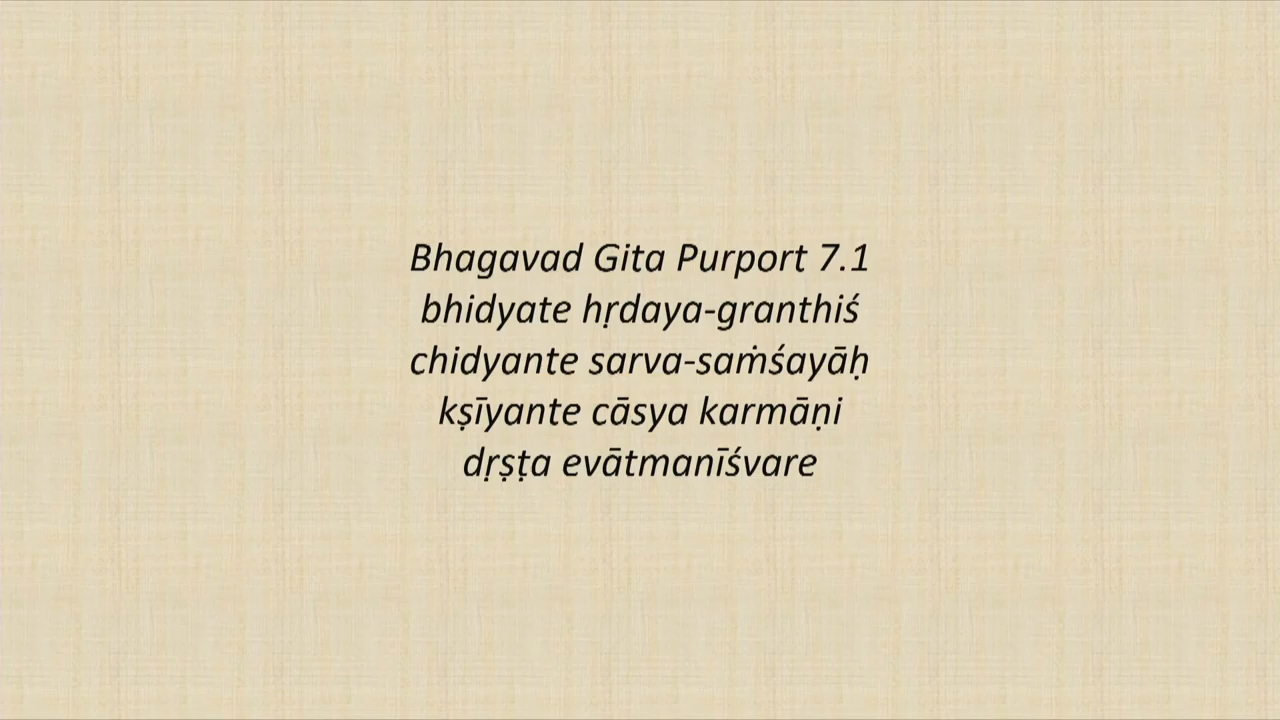 Bhagavad Gita Purport 7.1
bhidyate hṛdaya-granthiś
chidyante sarva-saṁśayāḥ
kṣīyante cāsya karmāṇi
dṛṣṭa evātmanīśvare